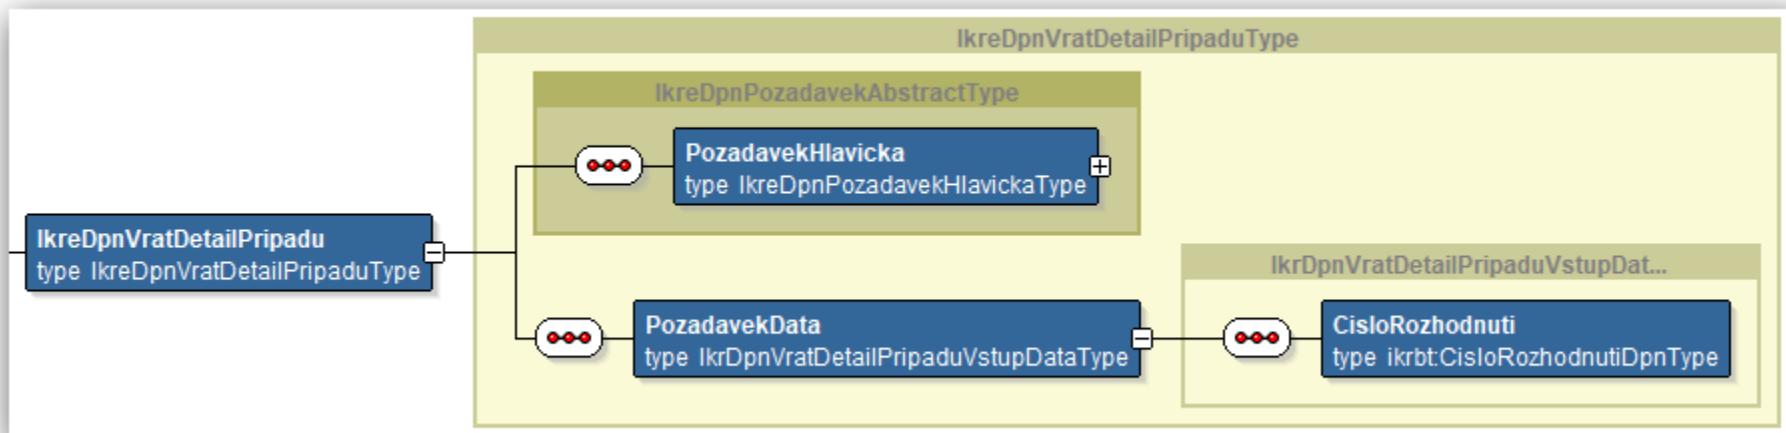 IkreDpnVratDetailPripaduType
IkreDpnPozadavekAbstractType
PozadavekHlavicka
type IkreDpnPozadavekHlavickaType
IkreDpnVratDetailPripadu
type IkreDpnVratDetailPripaduType
IkrDpnVratDetailPripaduVstupDat...
PozadavekData
type IkrDpnVratDetailPripaduVstupDataType
CisloRozhodnuti
type ikrbt:CisloRozhodnutiDpnType